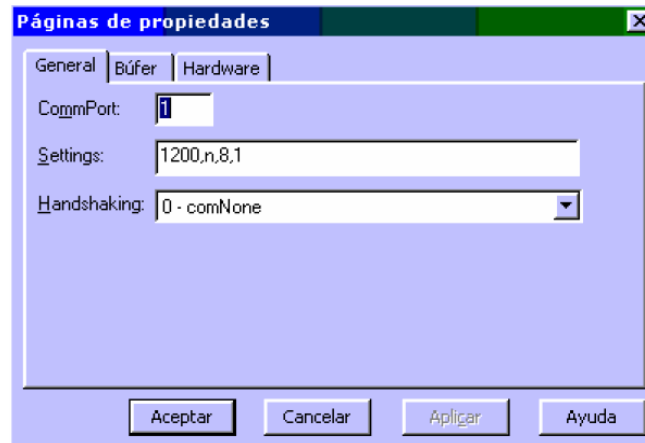 Páginas de propiedades
General Búfer Hardware
CommPort: 1
Settings: 1200,n,8,1
Handshaking: 0 - comNone
Aceptar Cancelar Aplicar Ayuda